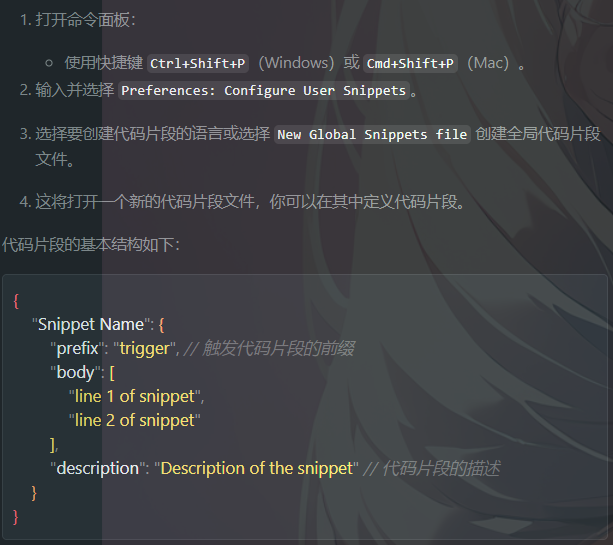 1. 打开命令面板：
使用快捷键 Ctrl+Shift+P（Windows）或 Cmd+Shift+P（Mac）。
2. 输入并选择 Preferences: Configure User Snippets。
3. 选择要创建代码片段的语言或选择 New Global Snippets file 创建全局代码片段
文件。
4. 这将打开一个新的代码片段文件，你可以在其中定义代码片段。
代码片段的基本结构如下：
{
"Snippet Name": {
"prefix": "trigger", // 触发代码片段的前缀
"body": [
"line 1 of snippet",
"line 2 of snippet"
],
"description": "Description of the snippet" // 代码片段的描述
}
}